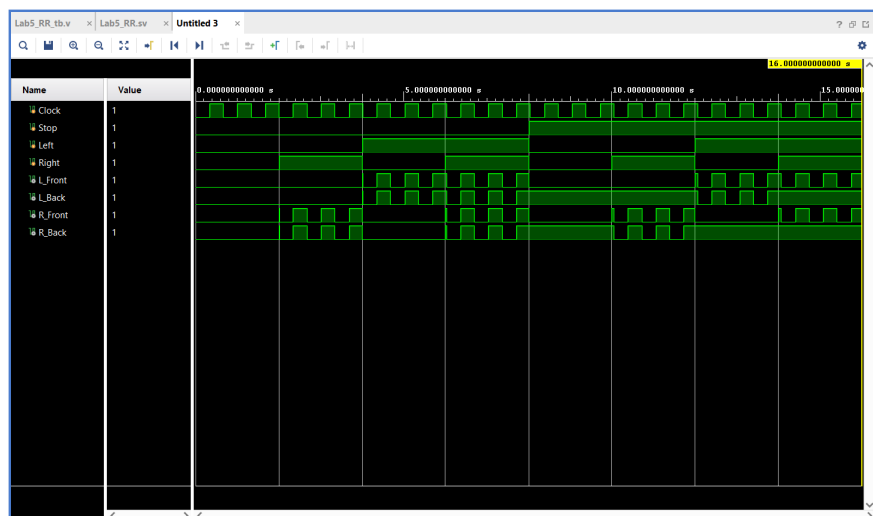 Lab5_RR_tb.v × Lab5_RR.sv × Untitled 3 ×
16.000000000000 s
Name Value
0.000000000000 s 5.000000000000 s 10.000000000000 s 15.000000
Clock 1
Stop 1
Left 1
Right 1
L_Front 1
L_Back 1
R_Front 1
R_Back 1